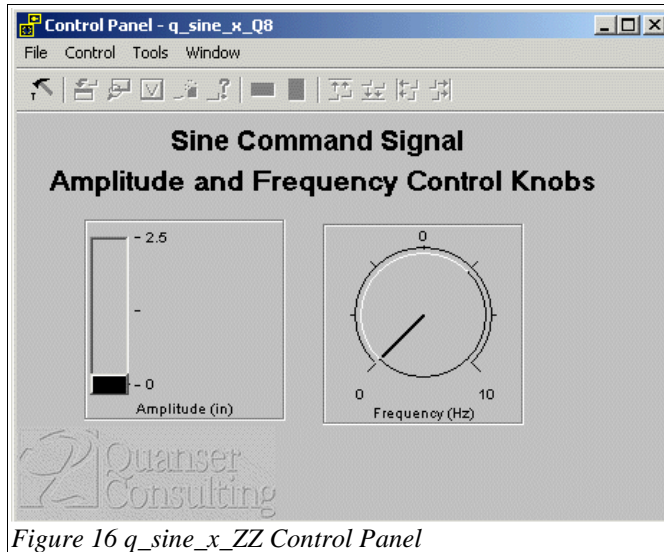 Control Panel - q_sine_x_Q8
File Control Tools Window
Sine Command Signal
Amplitude and Frequency Control Knobs
2.5
0
Amplitude (in)
0
0 10
Frequency (Hz)
Quanser
Consulting
Figure 16 q_sine_x_ZZ Control Panel